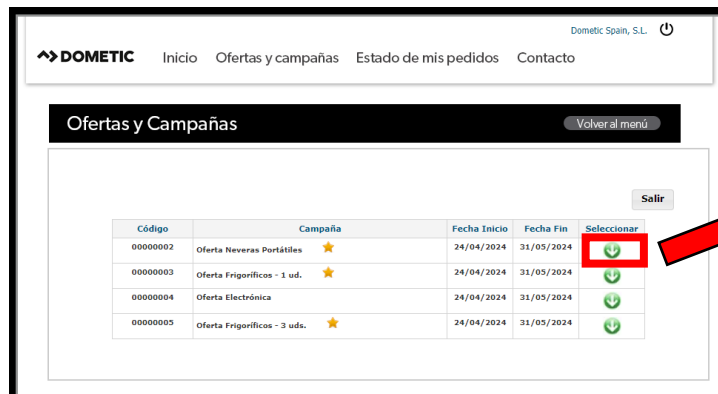 Dometic Spain, S.L.
DOMETIC Inicio Ofertas y campañas Estado de mis pedidos Contacto
Ofertas y Campañas Volver al menú
Salir
Código Campaña Fecha Inicio Fecha Fin Seleccionar
00000002 Oferta Neveras Portátiles 24/04/2024 31/05/2024
00000003 Oferta Frigoríficos - 1 ud. 24/04/2024 31/05/2024
00000004 Oferta Electrónica 24/04/2024 31/05/2024
00000005 Oferta Frigoríficos - 3 uds. 24/04/2024 31/05/2024